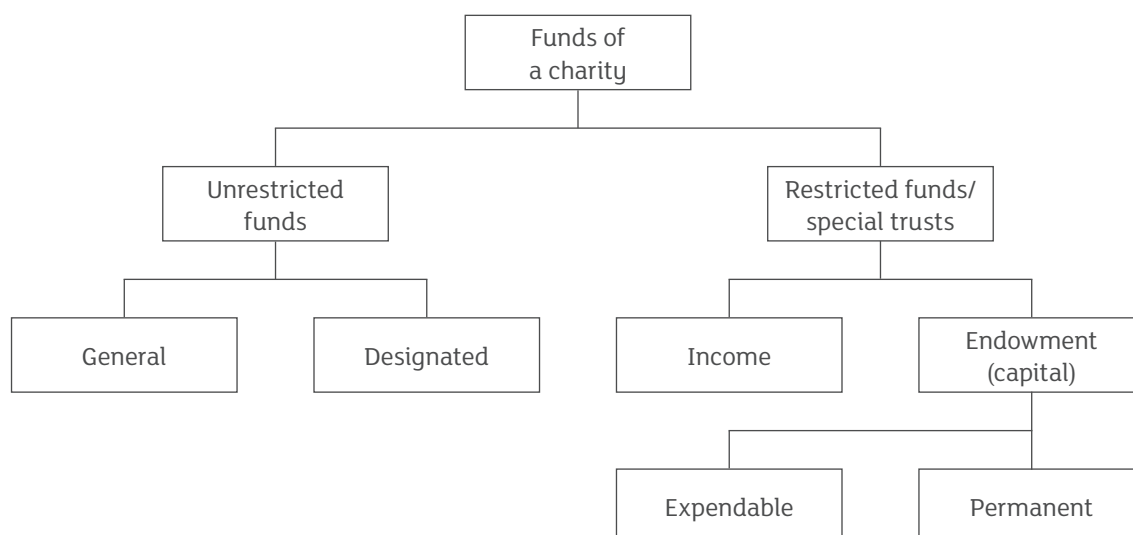 Funds of
a charity
Unrestricted
funds
Restricted funds/
special trusts
General
Designated
Income
Endowment
(capital)
Expendable
Permanent